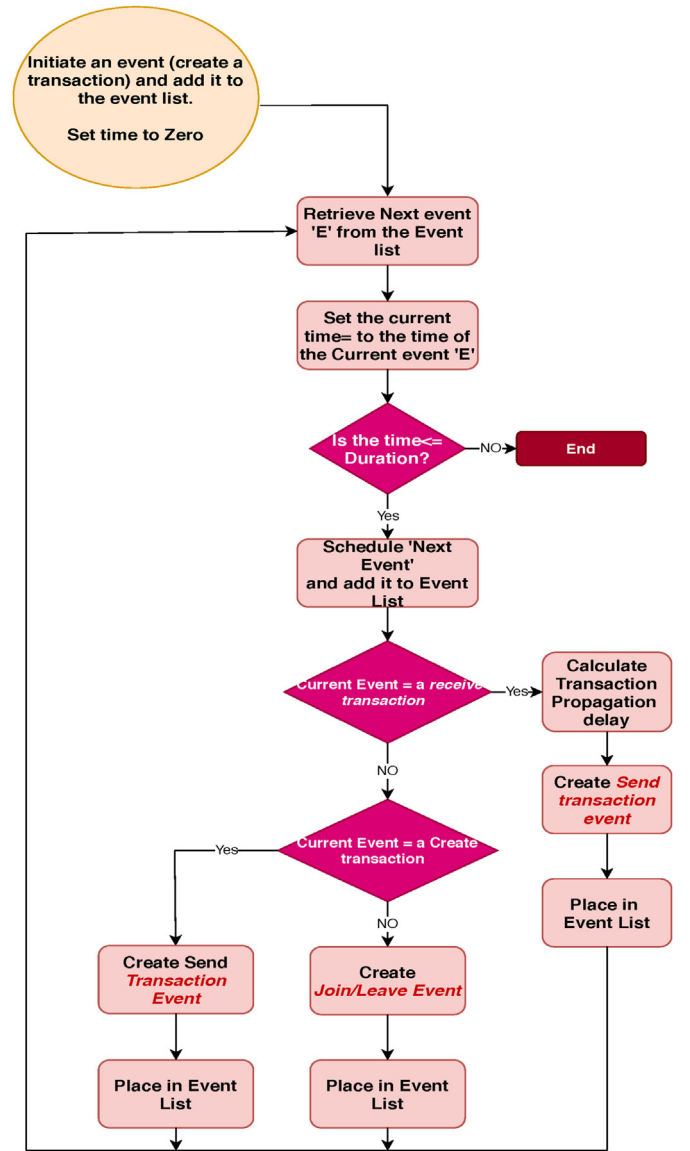 Initiate an event (create a
transaction) and add it to
the event list.
Set time to Zero
Retrieve Next event
'E' from the Event
list
Set the current
time= to the time of
the Current event 'E'
Is the time<=
Duration?
NO
End
Yes
Schedule 'Next
Event'
and add it to Event
List
Current Event = a receive
transaction
Yes
Calculate
Transaction
Propagation
delay
NO
Create Send
transaction
event
Current Event = a Create
transaction
Yes
Place in
Event List
NO
Create Send
Transaction
Event
Create
Join/Leave Event
Place in Event
List
Place in Event
List